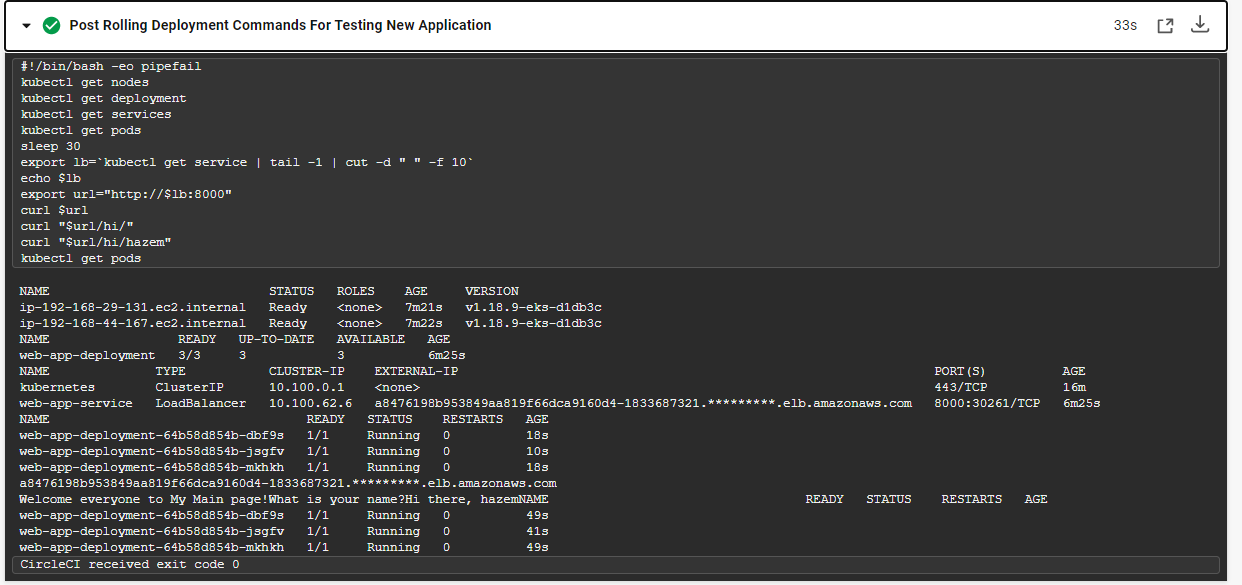 Post Rolling Deployment Commands For Testing New Application 33s
#!/bin/bash -eo pipefail
kubectl get nodes
kubectl get deployment
kubectl get services
kubectl get pods
sleep 30
export lb=`kubectl get service | tail -1 | cut -d " " -f 10`
echo $lb
export url="http://$lb:8000"
curl $url
curl "$url/hi/"
curl "$url/hi/hazem"
kubectl get pods
NAME STATUS ROLES AGE VERSION
ip-192-168-29-131.ec2.internal Ready <none> 7m21s v1.18.9-eks-d1db3c
ip-192-168-44-167.ec2.internal Ready <none> 7m22s v1.18.9-eks-d1db3c
NAME READY UP-TO-DATE AVAILABLE AGE
web-app-deployment 3/3 3 3 6m25s
NAME TYPE CLUSTER-IP EXTERNAL-IP PORT(S) AGE
kubernetes ClusterIP 10.100.0.1 <none> 443/TCP 16m
web-app-service LoadBalancer 10.100.62.6 a8476198b953849aa819f66dca9160d4-1833687321.*********.elb.amazonaws.com 8000:30261/TCP 6m25s
NAME READY STATUS RESTARTS AGE
web-app-deployment-64b58d854b-dbf9s 1/1 Running 0 18s
web-app-deployment-64b58d854b-jsgfv 1/1 Running 0 10s
web-app-deployment-64b58d854b-mkhkh 1/1 Running 0 18s
a8476198b953849aa819f66dca9160d4-1833687321.*********.elb.amazonaws.com
Welcome everyone to My Main page!What is your name?Hi there, hazemNAME READY STATUS RESTARTS AGE
web-app-deployment-64b58d854b-dbf9s 1/1 Running 0 49s
web-app-deployment-64b58d854b-jsgfv 1/1 Running 0 41s
web-app-deployment-64b58d854b-mkhkh 1/1 Running 0 49s
CircleCI received exit code 0